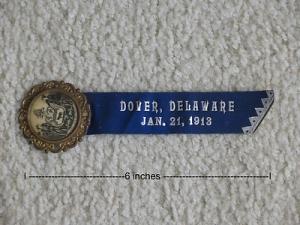 DOVER, DELAWARE
JAN. 21, 1913
6 inches